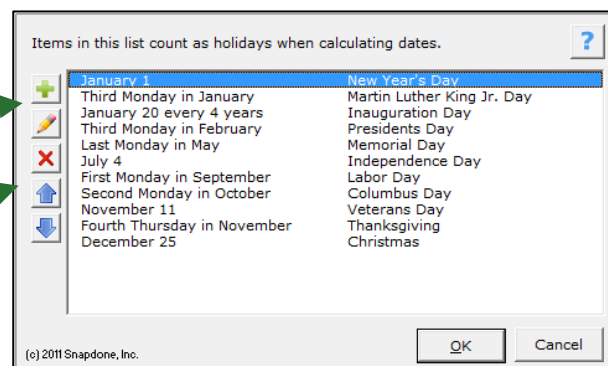 Items in this list count as holidays when calculating dates.
?
January 1 New Year's Day
Third Monday in January Martin Luther King Jr. Day
January 20 every 4 years Inauguration Day
Third Monday in February Presidents Day
Last Monday in May Memorial Day
July 4 Independence Day
First Monday in September Labor Day
Second Monday in October Columbus Day
November 11 Veterans Day
Fourth Thursday in November Thanksgiving
December 25 Christmas
OK Cancel
(c) 2011 Snapdone, Inc.